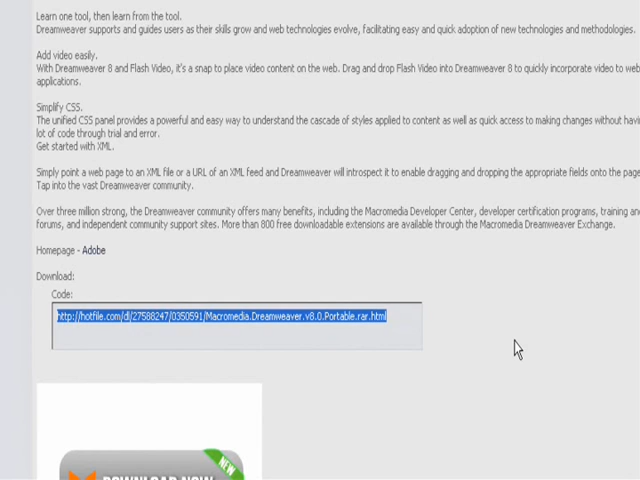 Learn one tool, then learn from the tool.
Dreamweaver supports and guides users as their skills grow and web technologies evolve, facilitating easy and quick adoption of new technologies and methodologies.
Add video easily.
With Dreamweaver 8 and Flash Video, it's a snap to place video content on the web. Drag and drop Flash Video into Dreamweaver 8 to quickly incorporate video to web
applications.
Simplify CSS.
The unified CSS panel provides a powerful and easy way to understand the cascade of styles applied to content as well as quick access to making changes without havi
lot of code through trial and error.
Get started with XML.
Simply point a web page to an XML file or a URL of an XML feed and Dreamweaver will introspect it to enable dragging and dropping the appropriate fields onto the page
Tap into the vast Dreamweaver community.
Over three million strong, the Dreamweaver community offers many benefits, including the Macromedia Developer Center, developer certification programs, training and
forums, and independent community support sites. More than 800 free downloadable extensions are available through the Macromedia Dreamweaver Exchange.
Homepage - Adobe
Download:
Code:
http://hotfile.com/dl/27588247/0350591/Macromedia.Dreamweaver.v8.0.Portable.rar.html
NEW
DOWNLOAD NOW